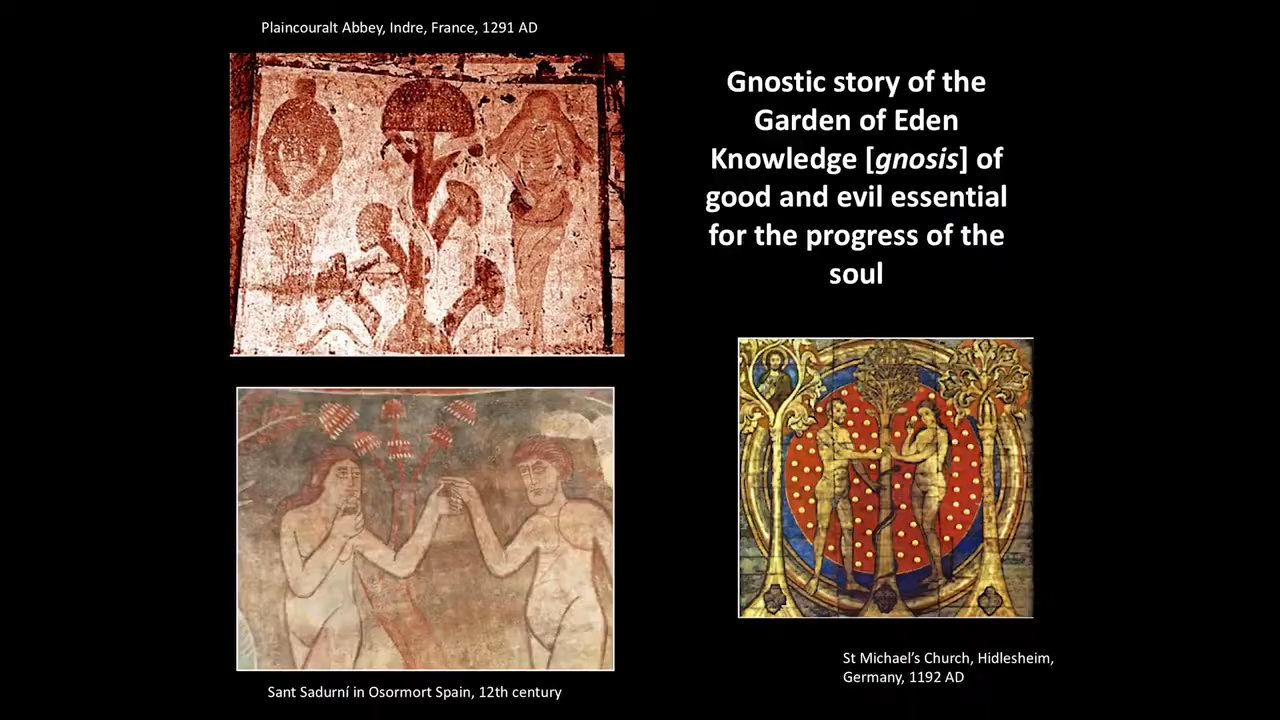 Plaincouralt Abbey, Indre, France, 1291 AD
Gnostic story of the
Garden of Eden
Knowledge [gnosis] of
good and evil essential
for the progress of the
soul
Sant Sadurní in Osormort Spain, 12th century
St Michael’s Church, Hidlesheim,
Germany, 1192 AD